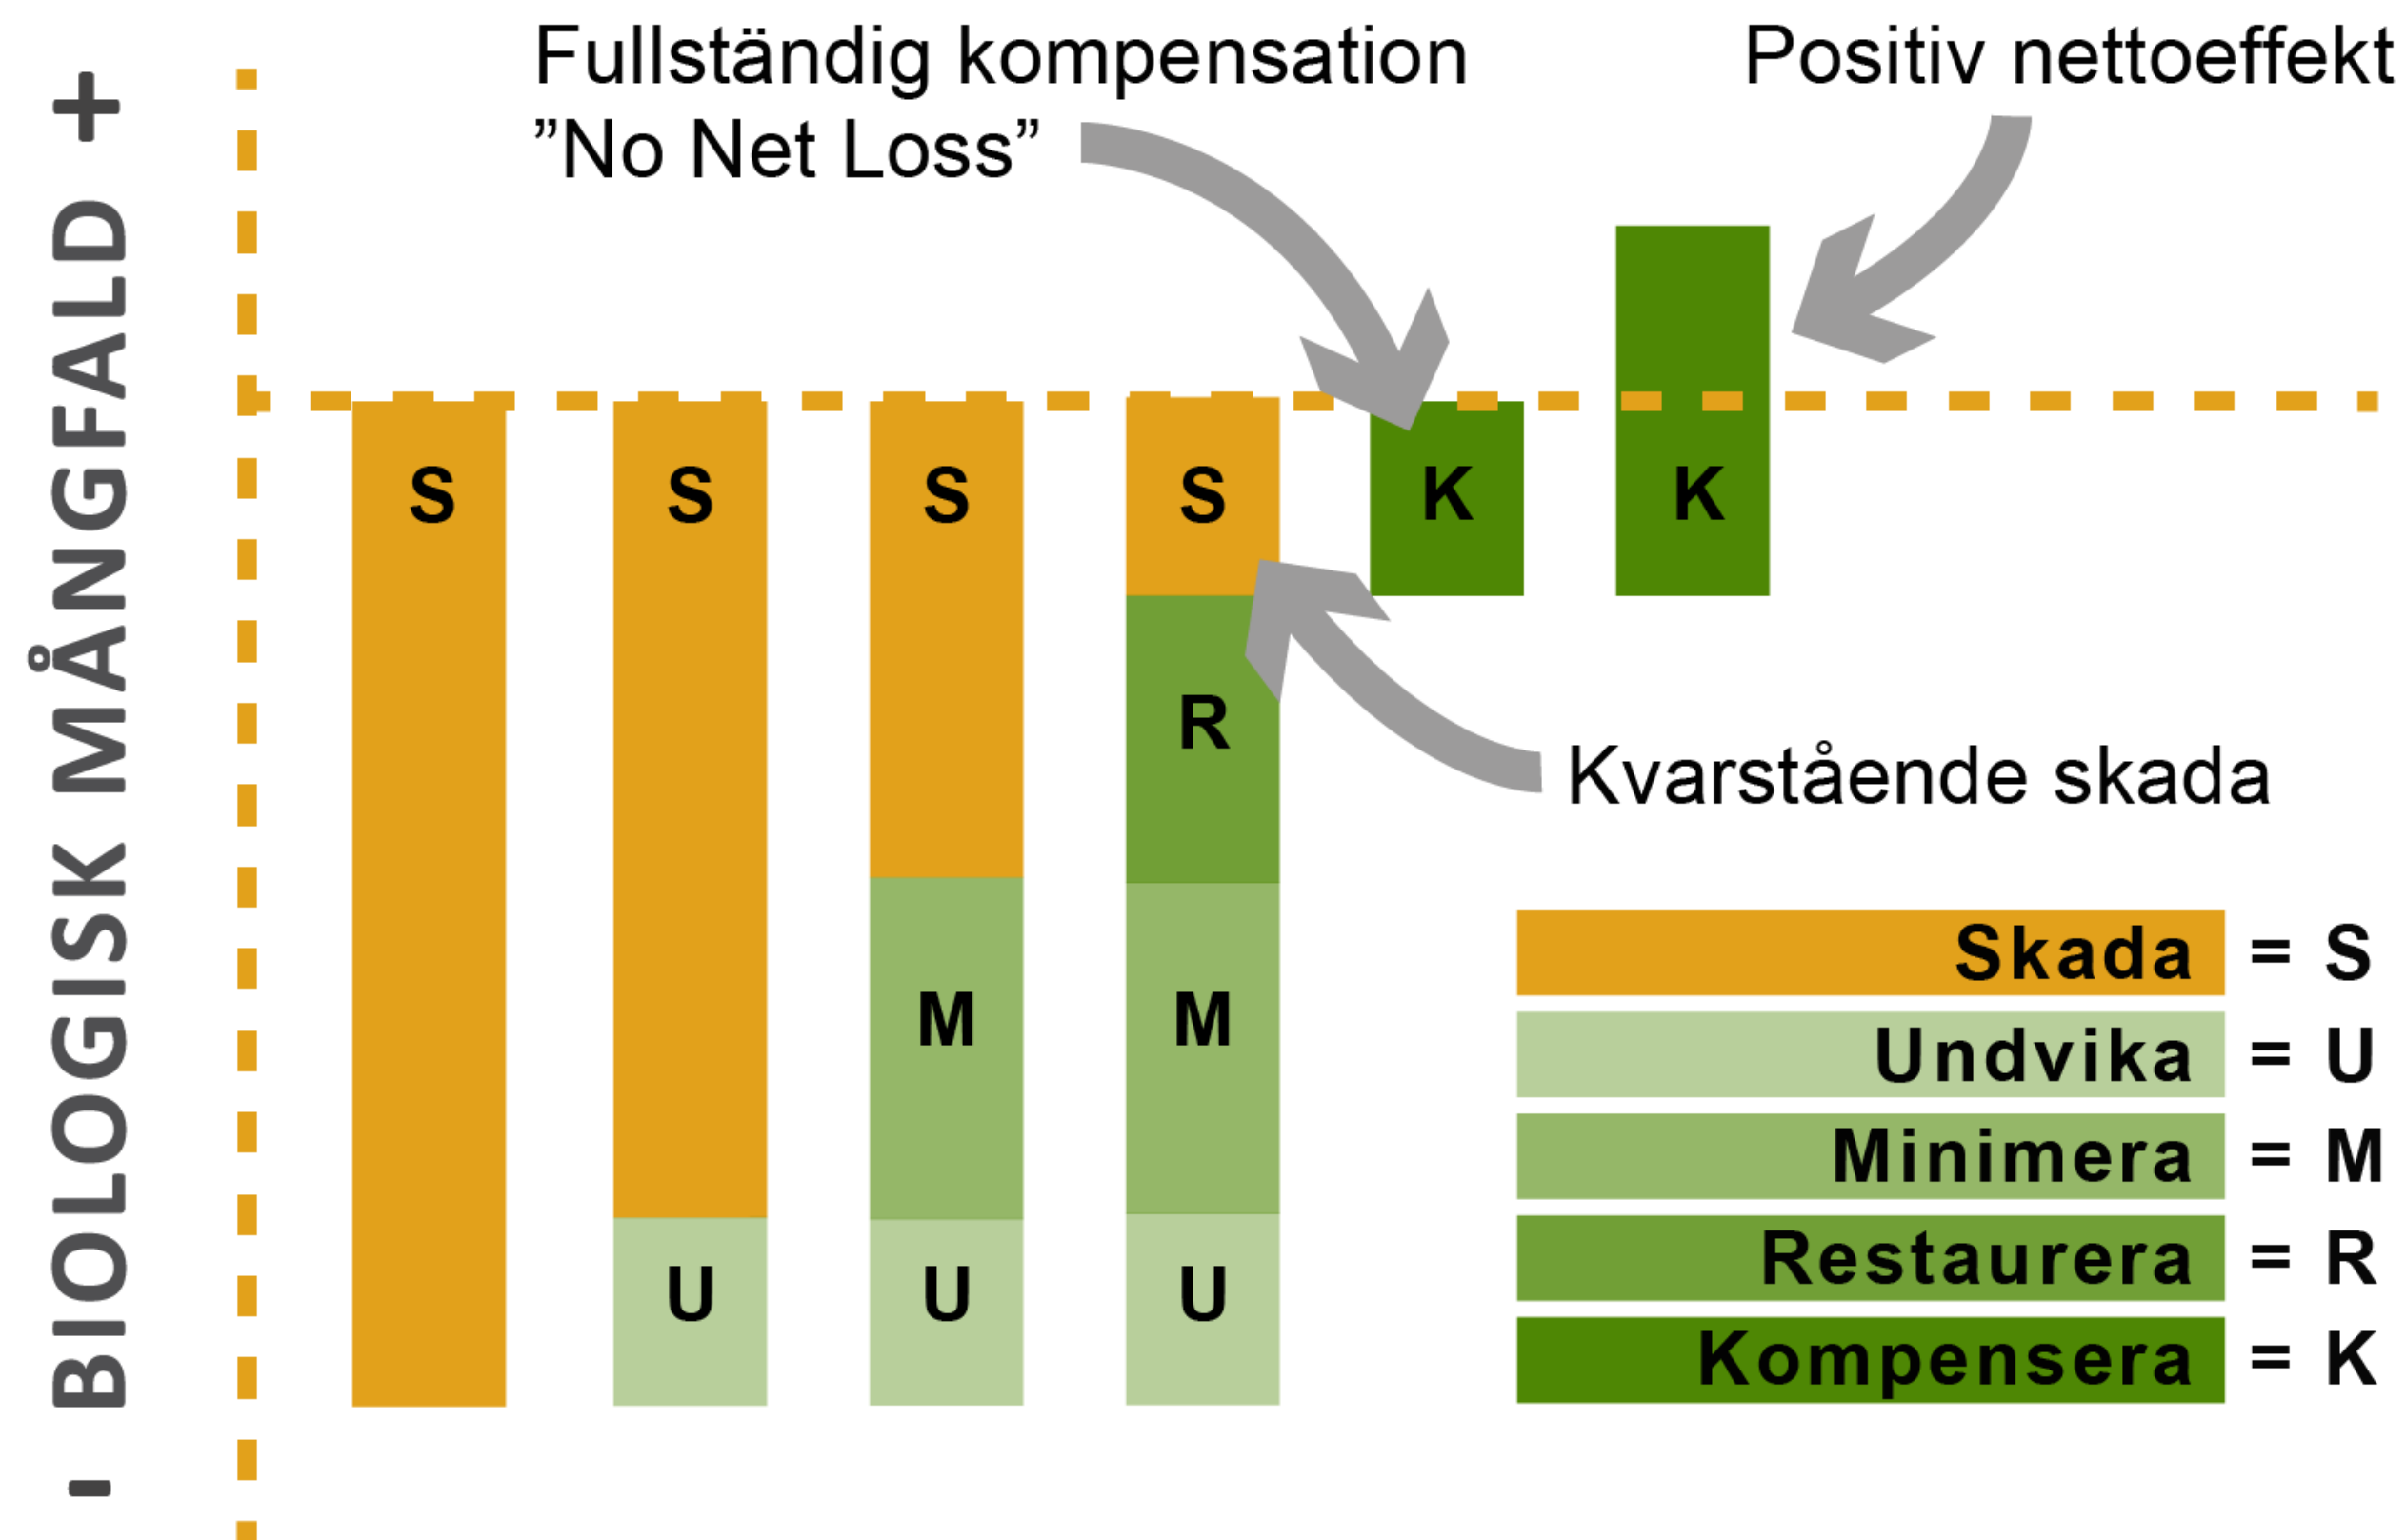 Fullständig kompensation
”No Net Loss”
Positiv nettoeffekt
- BIOLOGISK MÅNGFALD +
S
S
S
S
K
K
R
Kvarstående skada
M
M
U
U
U
Skada = S
Undvika = U
Minimera = M
Restaurera = R
Kompensera = K